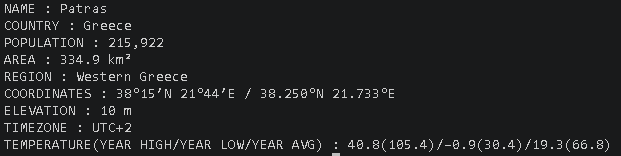 NAME : Patras
COUNTRY : Greece
POPULATION : 215,922
AREA : 334.9 km²
REGION : Western Greece
COORDINATES : 38°15′N 21°44′E / 38.250°N 21.733°E
ELEVATION : 10 m
TIMEZONE : UTC+2
TEMPERATURE(YEAR HIGH/YEAR LOW/YEAR AVG) : 40.8(105.4)/-0.9(30.4)/19.3(66.8)